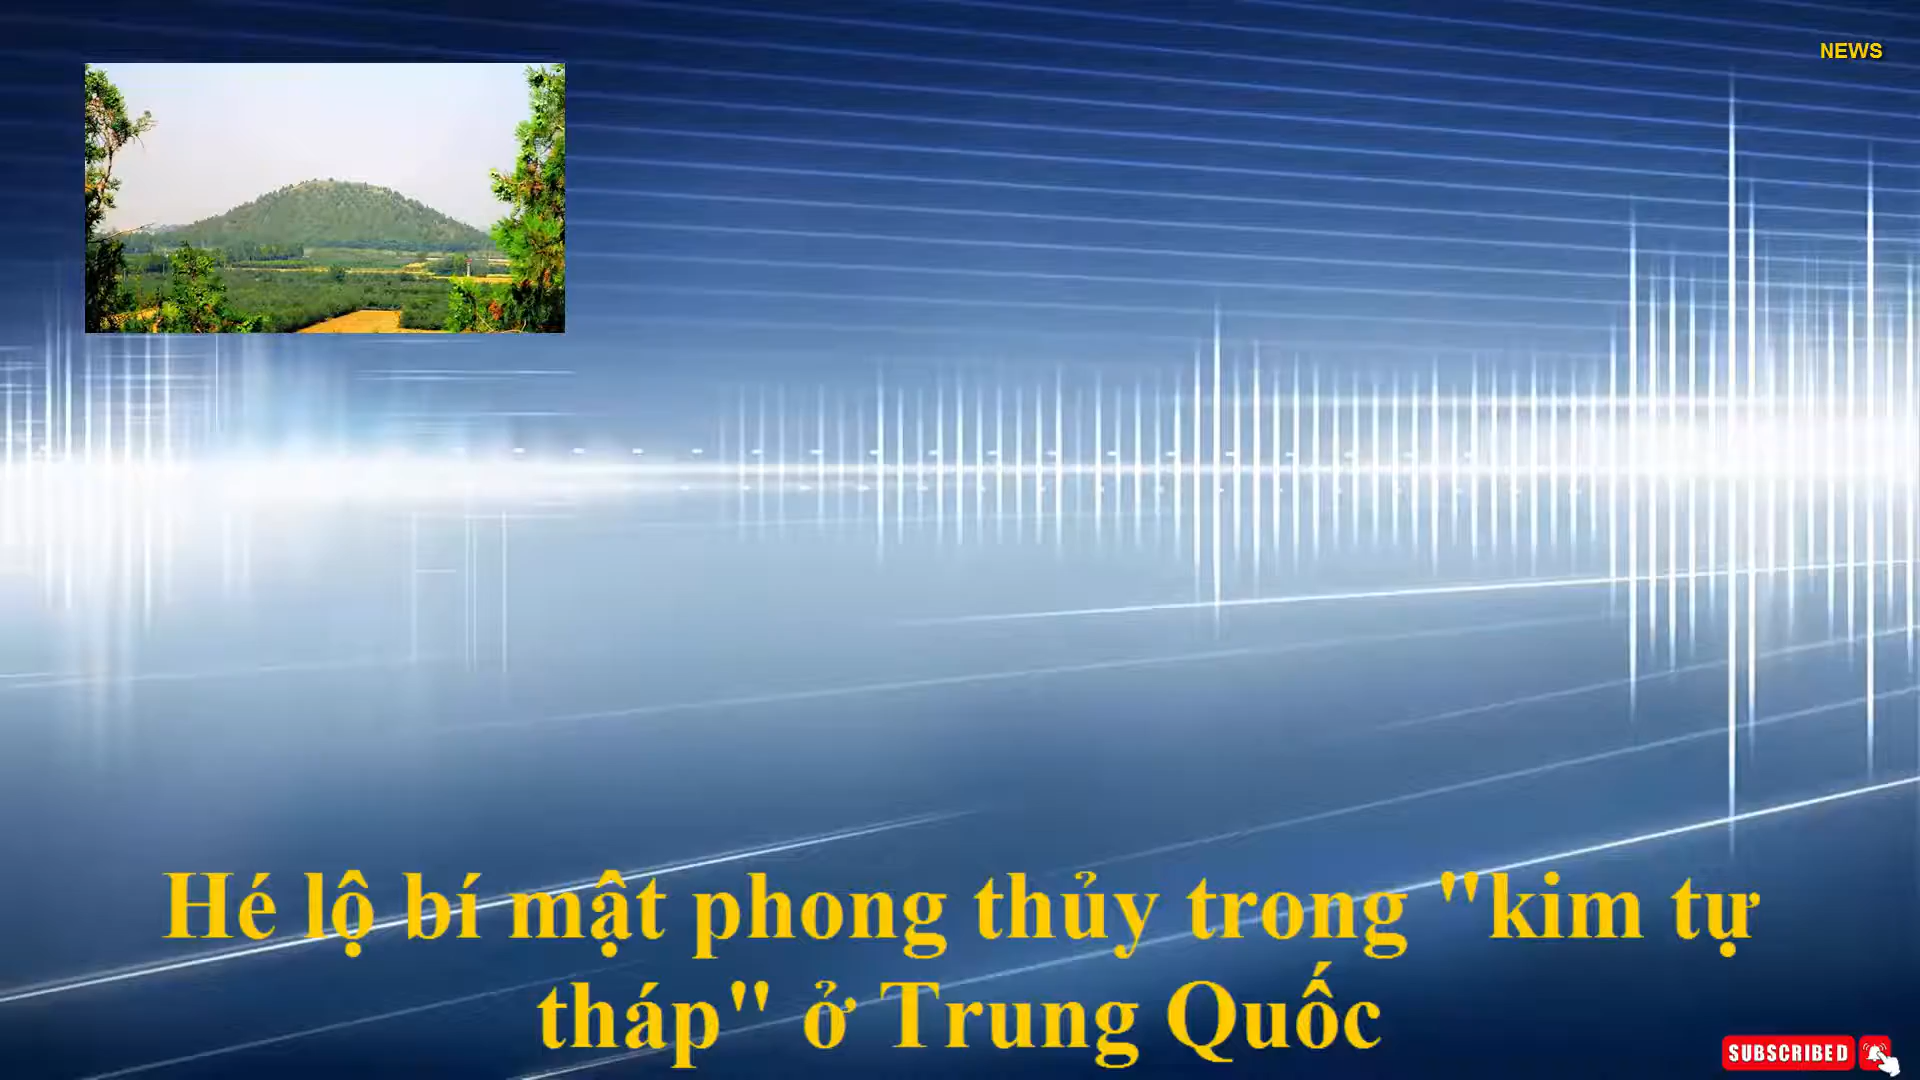 NEWS
Hé lộ bí mật phong thủy trong "kim tự
tháp" ở Trung Quốc
SUBSCRIBED